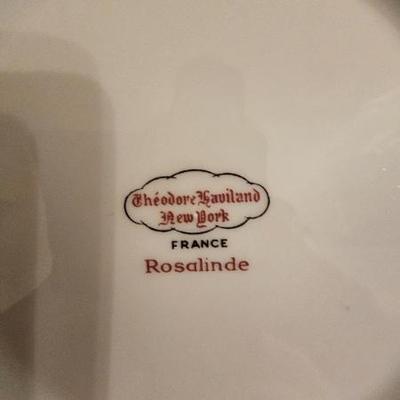 Théodore Haviland
New York
FRANCE
Rosalinde